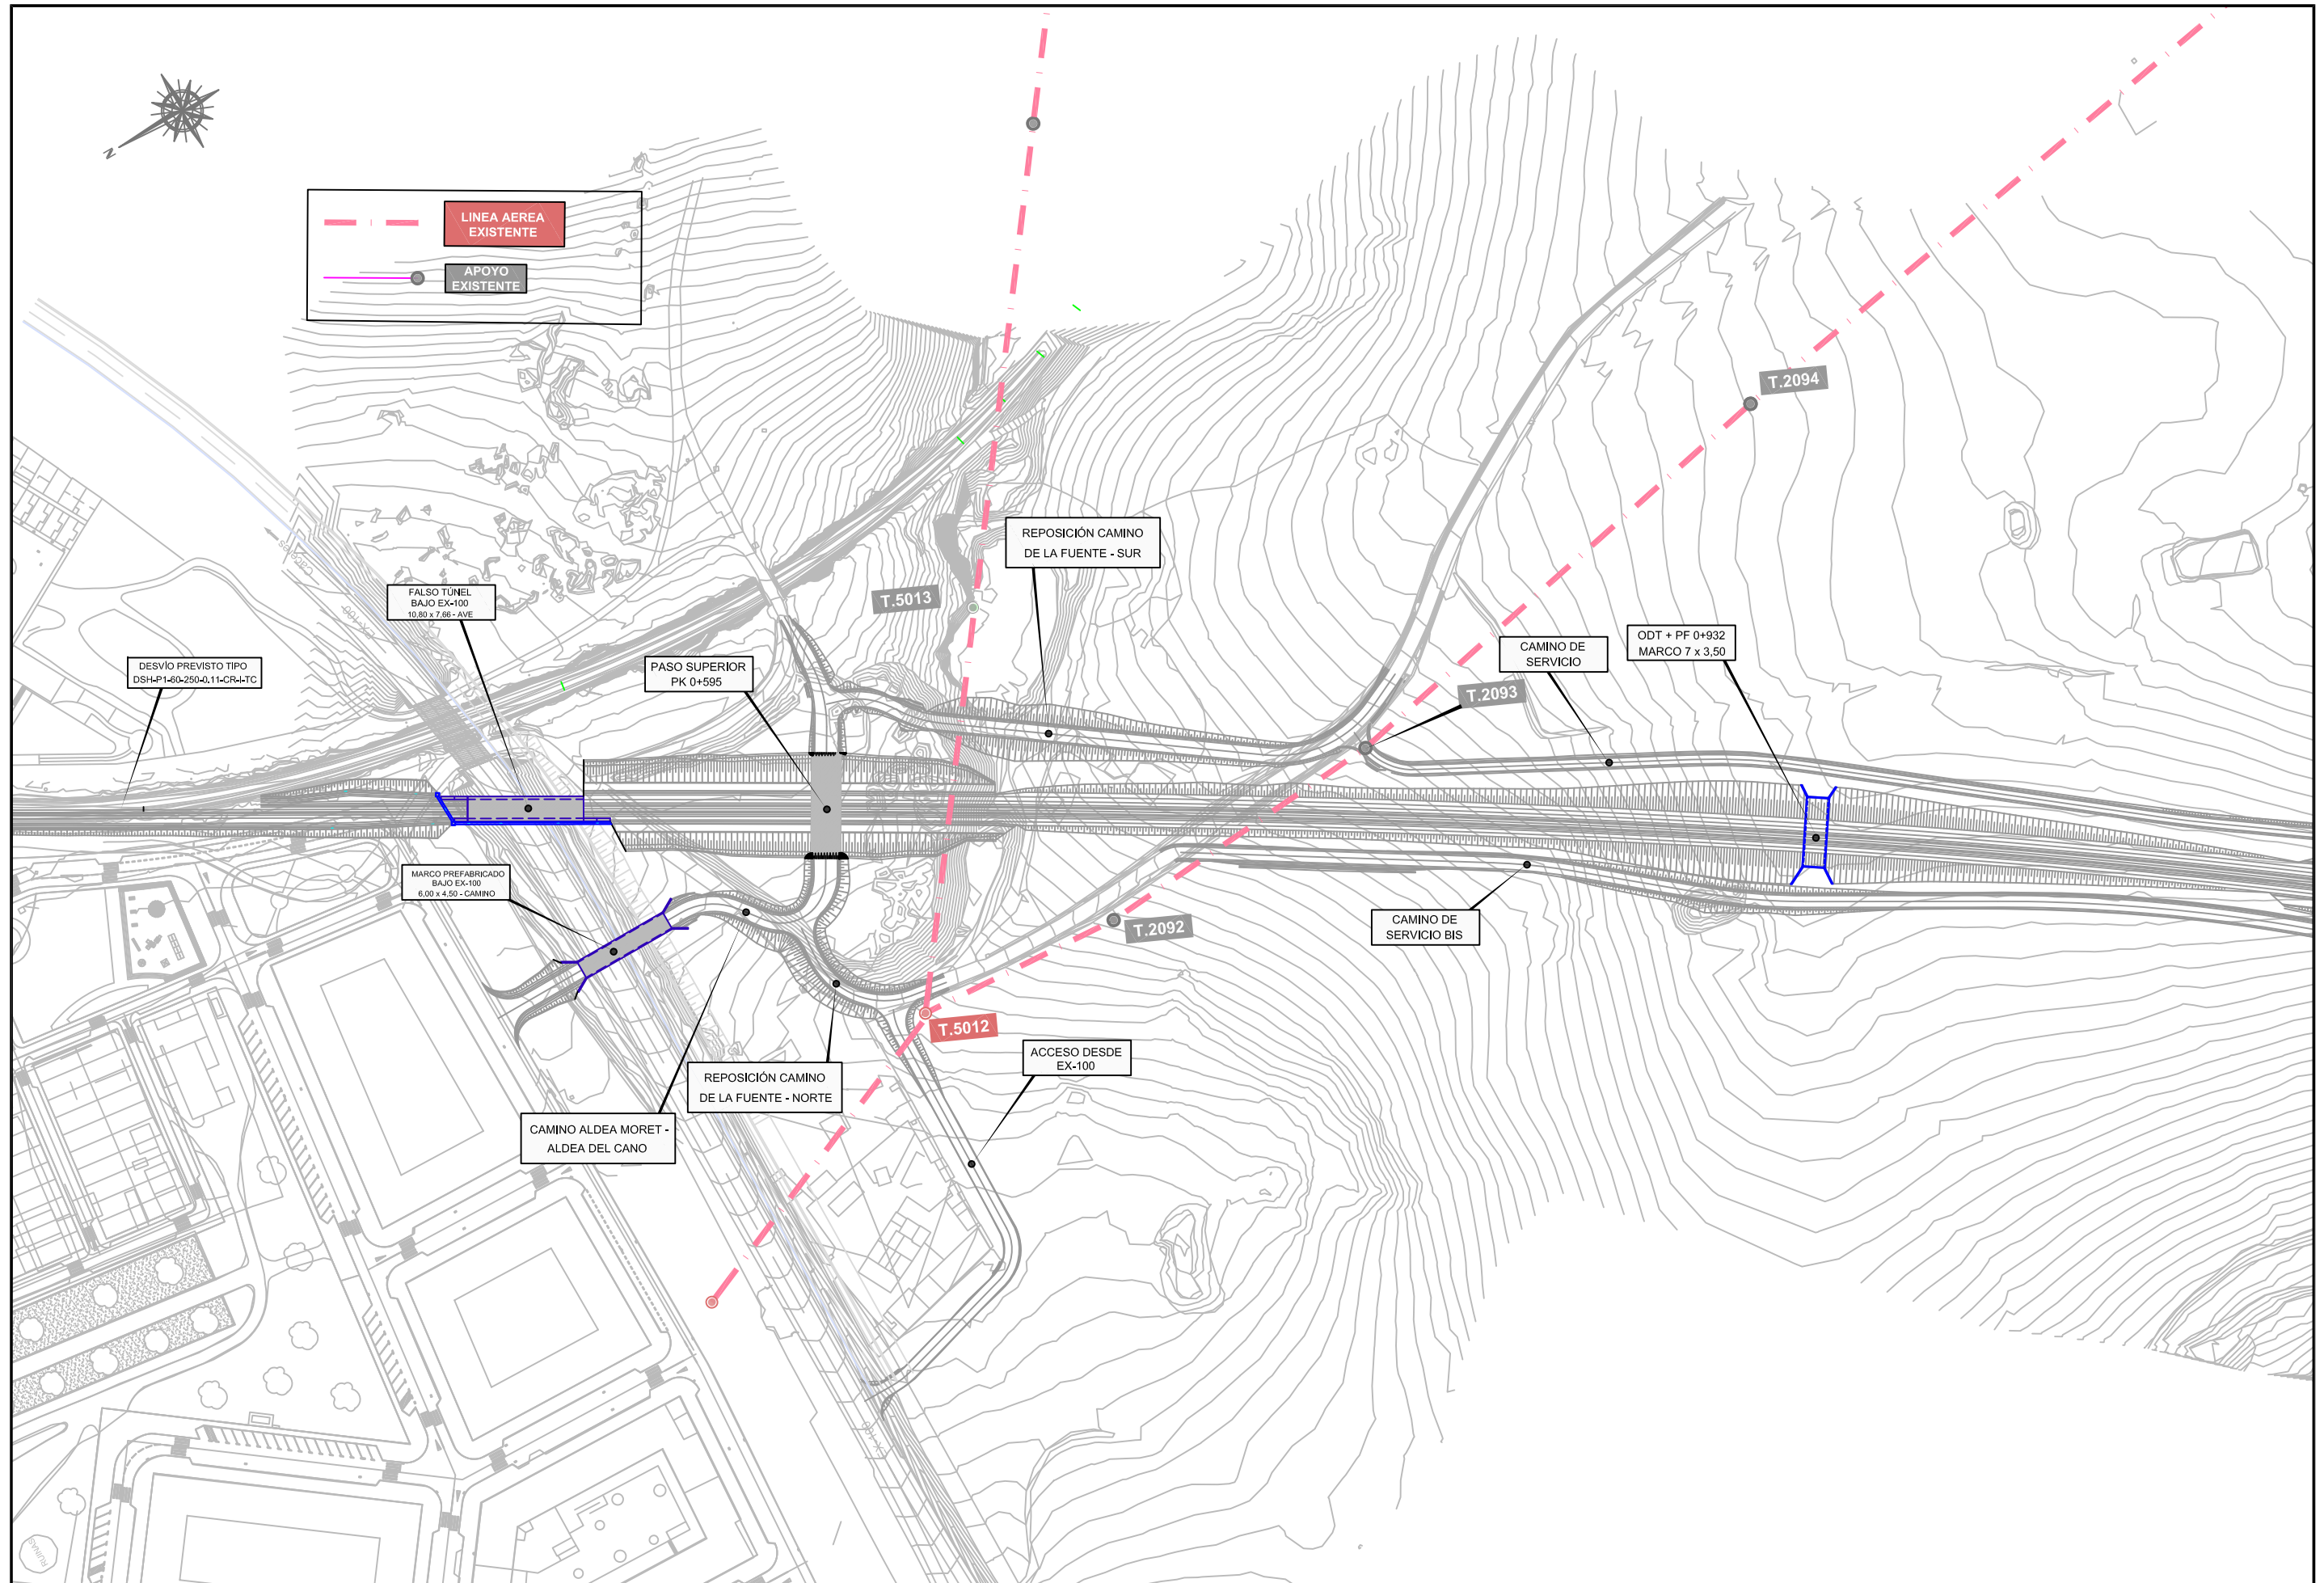 N
LINEA AEREA
EXISTENTE
APOYO
EXISTENTE
T.2094
REPOSICIÓN CAMINO
DE LA FUENTE - SUR
T.5013
FALSO TÚNEL
BAJO EX-100
10,80 x 7,66 - AVE
EX-100
DESVÍO PREVISTO TIPO
DSH-P1-60-250-0.11-CR-I-TC
PASO SUPERIOR
PK 0+595
CAMINO DE
SERVICIO
ODT + PF 0+932
MARCO 7 x 3,50
T.2093
MARCO PREFABRICADO
BAJO EX-100
6,00 x 4,50 - CAMINO
CAMINO DE
SERVICIO BIS
T.2092
T.5012
ACCESO DESDE
EX-100
REPOSICIÓN CAMINO
DE LA FUENTE - NORTE
CAMINO ALDEA MORET -
ALDEA DEL CANO
RUINAS